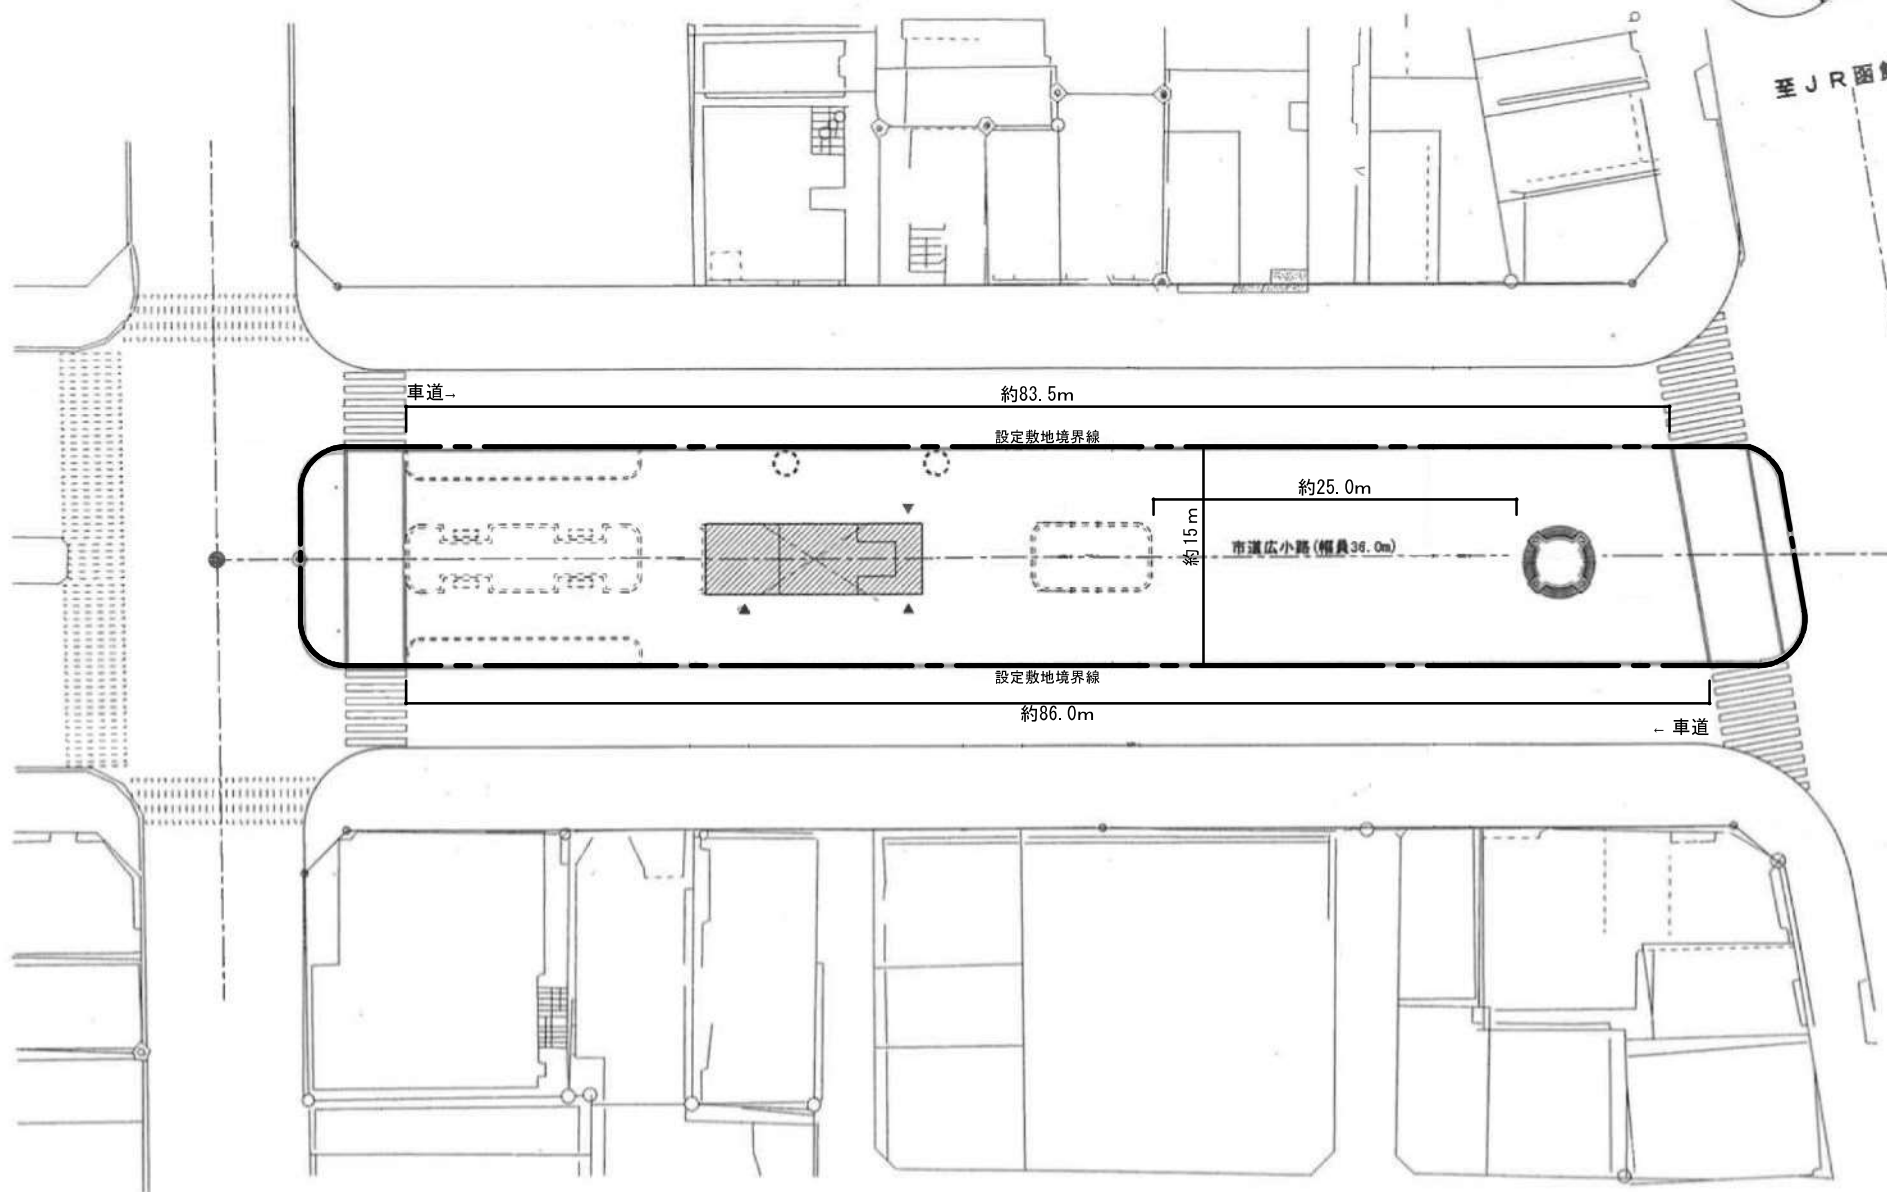 至JR函
車道→
約83.5m
設定敷地境界線
約25.0m
約15m
市道広小路(幅員36.0m)
設定敷地境界線
約86.0m
← 車道